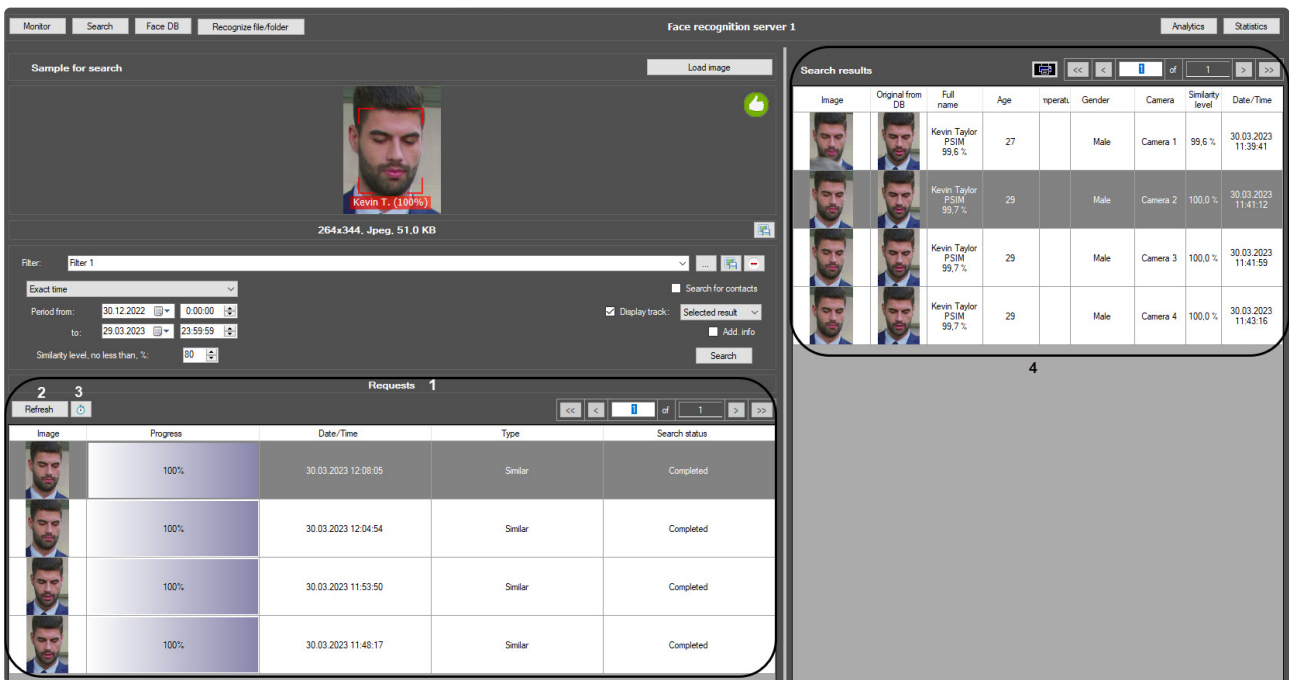 Monitor Search Face DB Recognize file/folder Face recognition server 1 Analytics Statistics
Sample for search Load image
Kevin T. (100%)
264x344, Jpeg, 51,0 KB
Filter: Filter 1 ...
Exact time Search for contacts
Period from: 30.12.2022 0:00:00 Display track: Selected result
to: 29.03.2023 23:59:59 Add. info
Similarity level, no less than, %: 80 Search
Requests 1
2 3
Refresh << < 1 of 1 > >>
Image Progress Date/Time Type Search status
100% 30.03.2023 12:08:05 Similar Completed
100% 30.03.2023 12:04:54 Similar Completed
100% 30.03.2023 11:53:50 Similar Completed
100% 30.03.2023 11:48:17 Similar Completed
Search results << < 1 of 1 > >>
Image Original from DB Full name Age mperatu Gender Camera Similarity level Date/Time
Kevin Taylor
PSIM
99,6 %
27 Male Camera 1 99,6 % 30.03.2023 11:39:41
Kevin Taylor
PSIM
99,7 %
29 Male Camera 2 100,0 % 30.03.2023 11:41:12
Kevin Taylor
PSIM
99,7 %
29 Male Camera 3 100,0 % 30.03.2023 11:41:59
Kevin Taylor
PSIM
99,7 %
29 Male Camera 4 100,0 % 30.03.2023 11:43:16
4